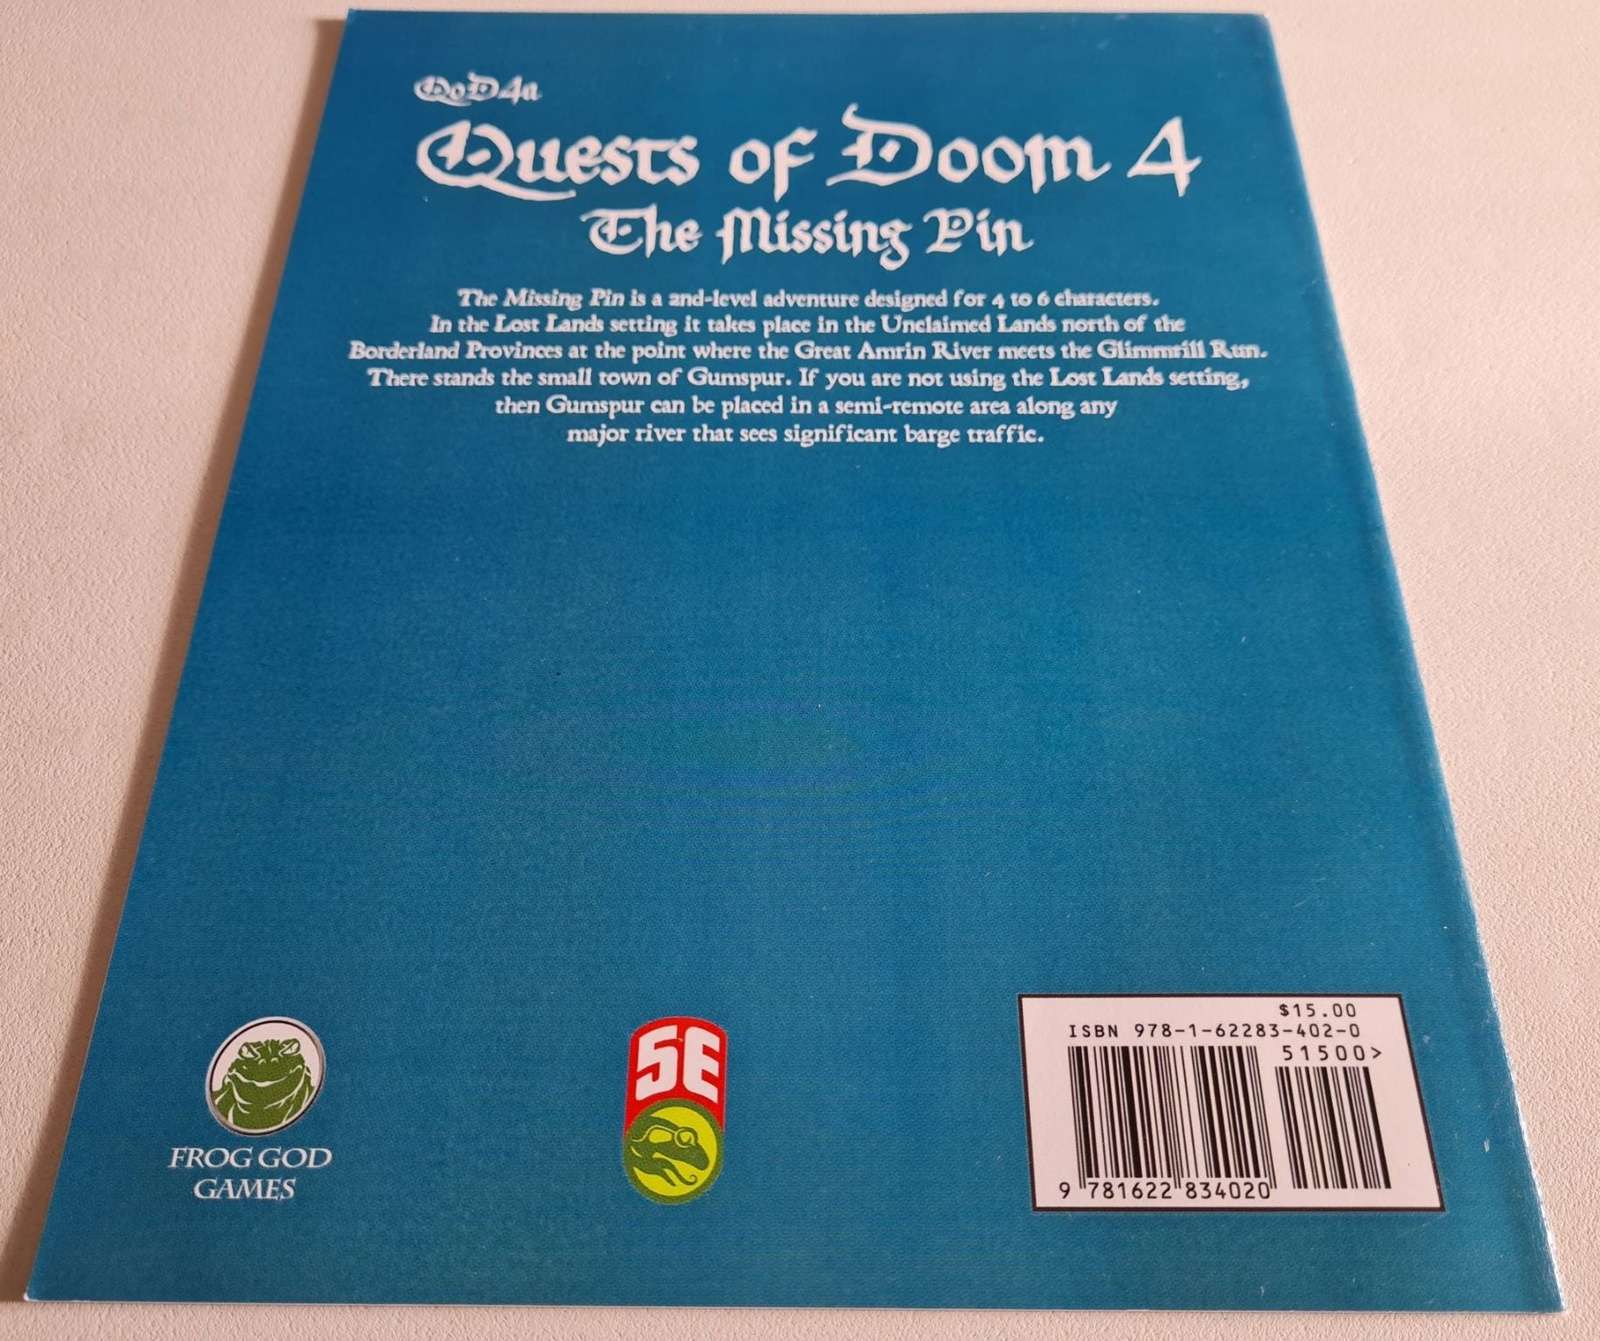 QoD4a
Quests of Doom 4
The Missing Pin
The Missing Pin is a 2nd-level adventure designed for 4 to 6 characters.
In the Lost Lands setting it takes place in the Unclaimed Lands north of the
Borderland Provinces at the point where the Great Amrin River meets the Glimmrill Run.
There stands the small town of Gumspur. If you are not using the Lost Lands setting,
then Gumspur can be placed in a semi-remote area along any
major river that sees significant barge traffic.
FROG GOD
GAMES
5E
$15.00
ISBN 978-1-62283-402-0
51500>
9 781622 834020